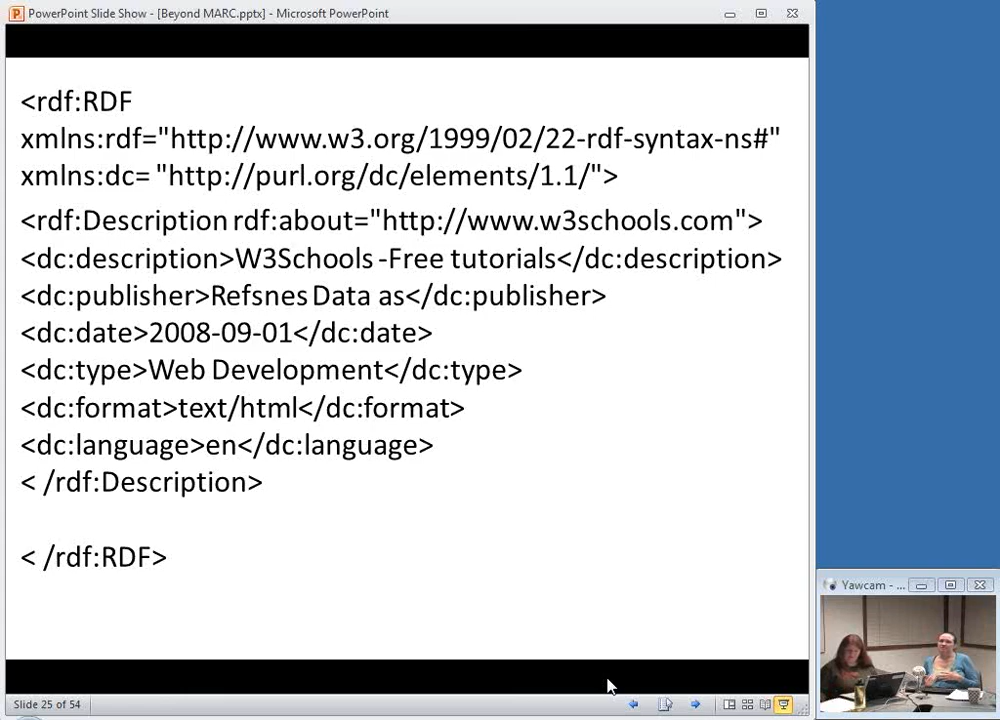 PowerPoint Slide Show - [Beyond MARC.pptx] - Microsoft PowerPoint
<rdf:RDF
xmlns:rdf="http://www.w3.org/1999/02/22-rdf-syntax-ns#"
xmlns:dc= "http://purl.org/dc/elements/1.1/">
<rdf:Description rdf:about="http://www.w3schools.com">
<dc:description>W3Schools -Free tutorials</dc:description>
<dc:publisher>Refsnes Data as</dc:publisher>
<dc:date>2008-09-01</dc:date>
<dc:type>Web Development</dc:type>
<dc:format>text/html</dc:format>
<dc:language>en</dc:language>
< /rdf:Description>
< /rdf:RDF>
Yawcam - ...
Slide 25 of 54